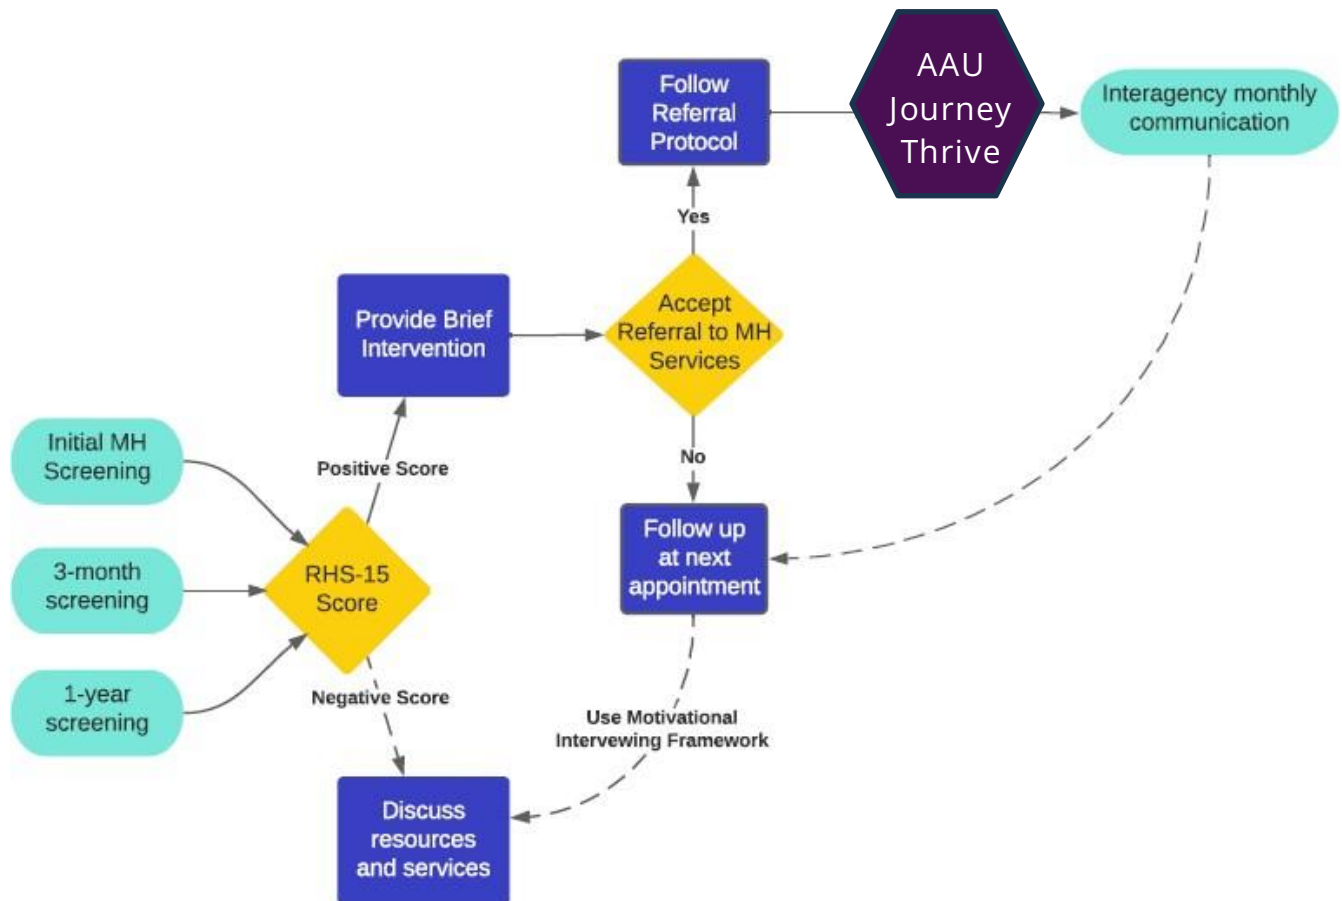 AAU
Journey
Thrive
Follow
Referral
Protocol
Interagency monthly
communication
Yes
Provide Brief
Intervention
Accept
Referral to MH
Services
Initial MH
Screening
Positive Score
No
3-month
screening
RHS-15
Score
Follow up
at next
appointment
1-year
screening
Negative Score
Use Motivational
Intervewing Framework
Discuss
resources
and services